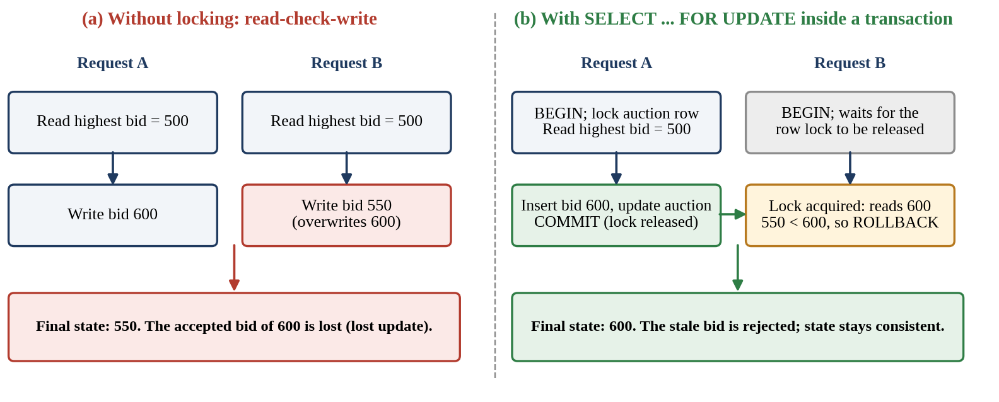 (a) Without locking: read-check-write
Request A
Request B
Read highest bid = 500
Read highest bid = 500
Write bid 600
Write bid 550
(overwrites 600)
Final state: 550. The accepted bid of 600 is lost (lost update).
(b) With SELECT ... FOR UPDATE inside a transaction
Request A
Request B
BEGIN; lock auction row
Read highest bid = 500
BEGIN; waits for the
row lock to be released
Insert bid 600, update auction
COMMIT (lock released)
Lock acquired: reads 600
550 < 600, so ROLLBACK
Final state: 600. The stale bid is rejected; state stays consistent.